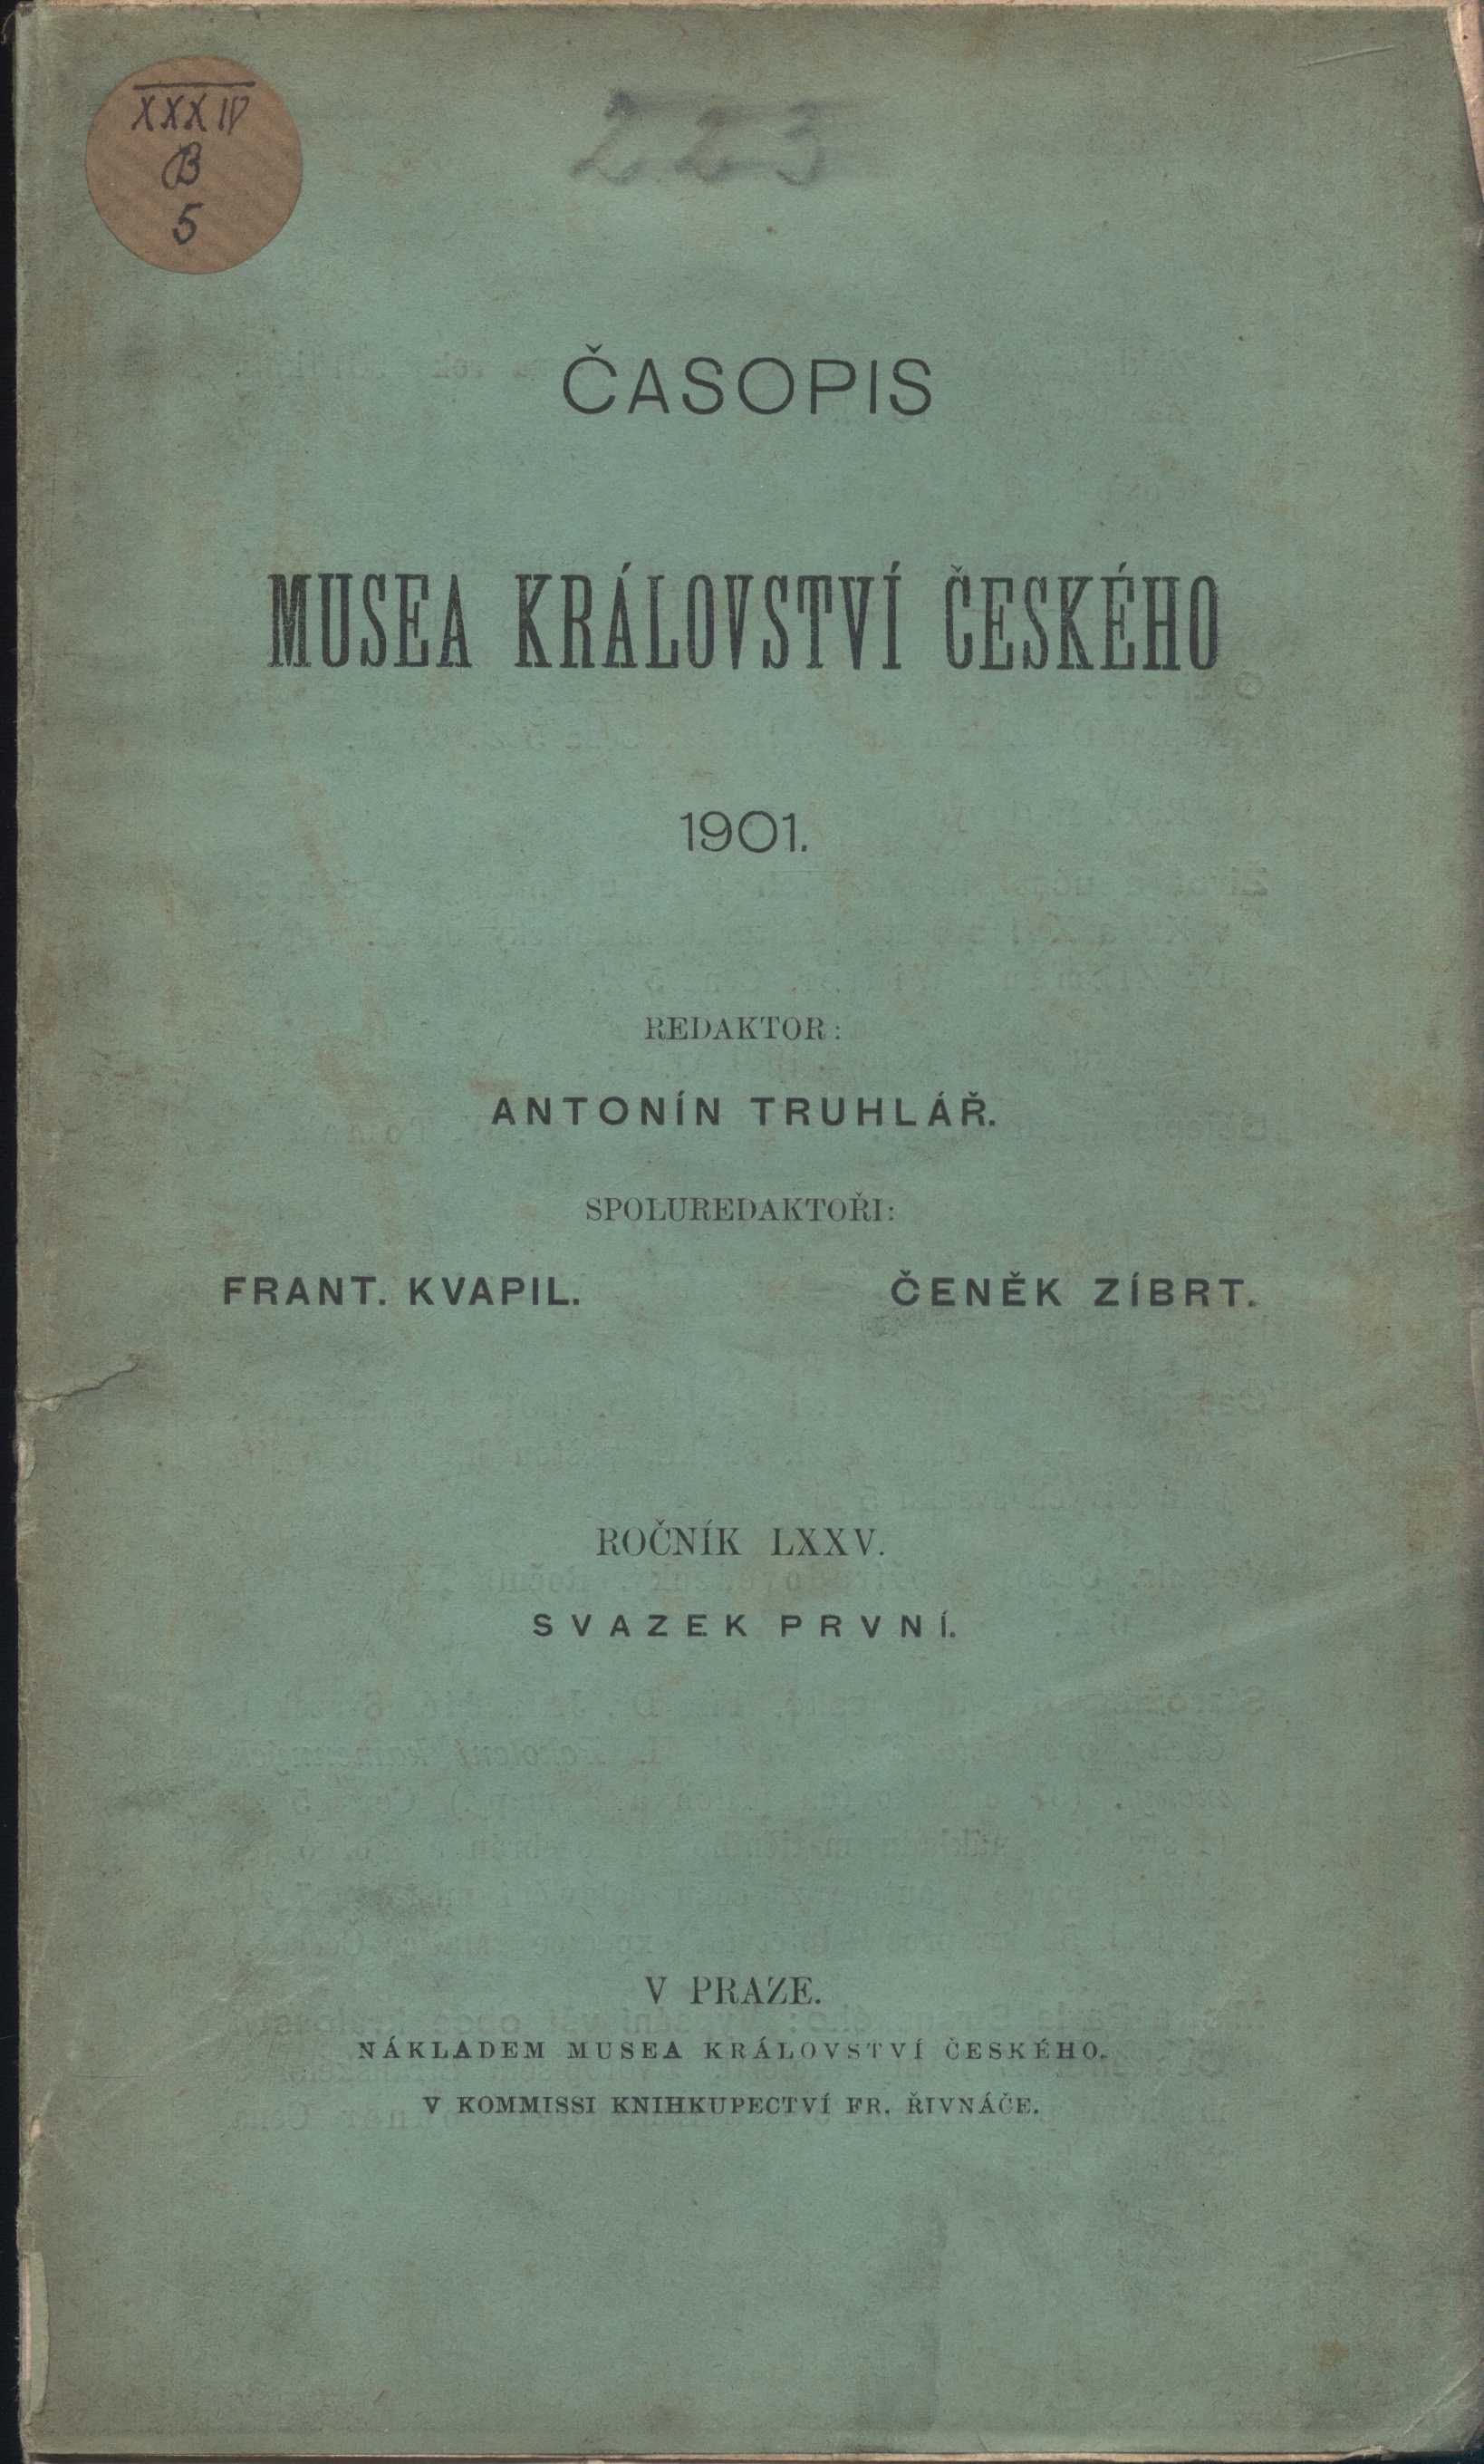 XXXIV
B
5
223
ČASOPIS
MUSEA KRÁLOVSTVÍ ČESKÉHO
1901.
REDAKTOR:
ANTONÍN TRUHLÁŘ.
SPOLUREDAKTOŘI:
FRANT. KVAPIL. ČENĚK ZÍBRT.
ROČNÍK LXXV.
SVAZEK PRVNÍ.
V PRAZE.
NÁKLADEM MUSEA KRÁLOVSTVÍ ČESKÉHO.
V KOMMISSI KNIHKUPECTVÍ FR. ŘIVNÁČE.